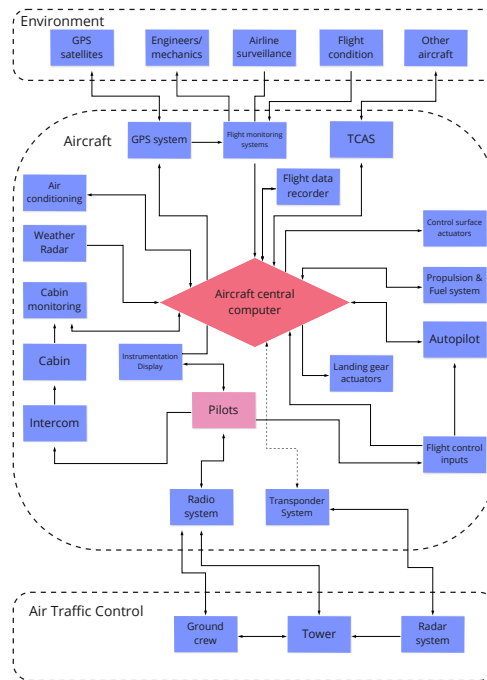 Environment
GPS
satellites
Engineers/
mechanics
Airline
surveillance
Flight
condition
Other
aircraft
Aircraft
GPS system
Flight monitoring
systems
TCAS
Air
conditioning
Flight data
recorder
Weather
Radar
Control surface
actuators
Cabin
monitoring
Aircraft central
computer
Propulsion &
Fuel system
Cabin
Instrumentation
Display
Landing gear
actuators
Autopilot
Intercom
Pilots
Flight control
inputs
Radio
system
Transponder
System
Air Traffic Control
Ground
crew
Tower
Radar
system